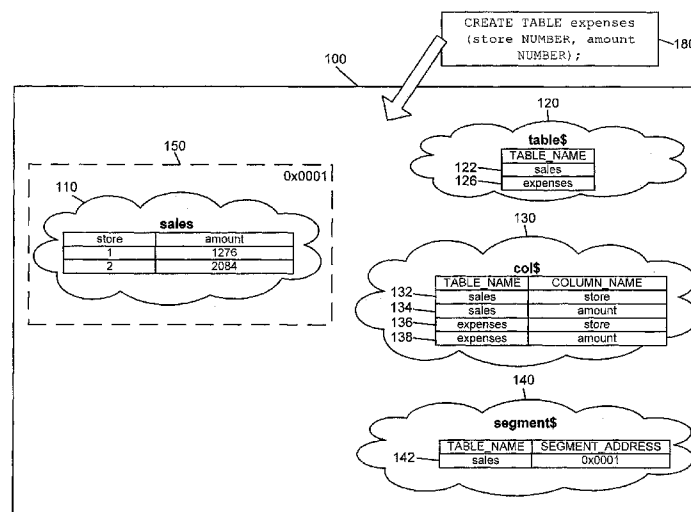 CREATE TABLE expenses
(store NUMBER, amount
NUMBER);
180
100
120
table$
TABLE_NAME
122 sales
126 expenses
150
0x0001
110
sales
store amount
1 1276
2 2084
130
col$
TABLE_NAME COLUMN_NAME
132 sales store
134 sales amount
136 expenses store
138 expenses amount
140
segment$
TABLE_NAME SEGMENT_ADDRESS
142 sales 0x0001